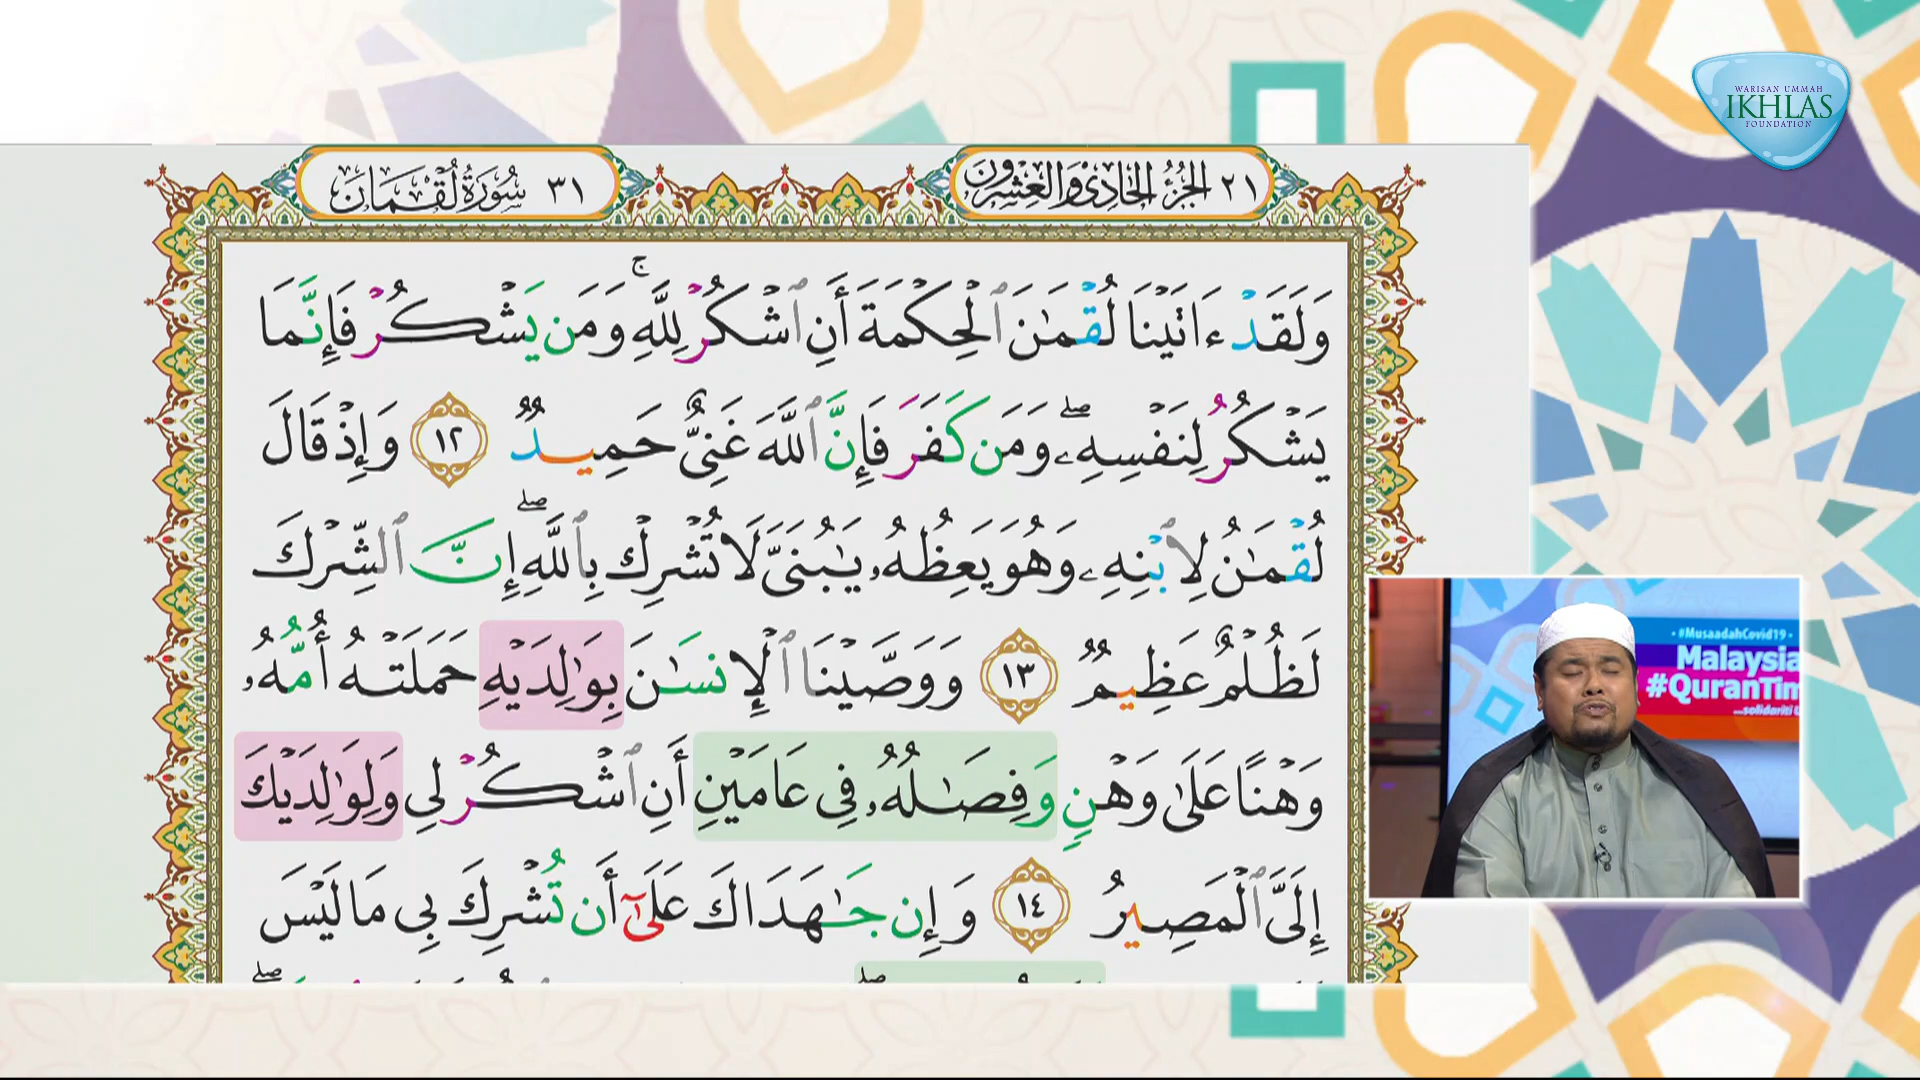 WARISAN UMMAH
IKHLAS
FOUNDATION
٢١ الجُزْءُ الحَادِي وَالعِشْرُون
٣١ سُورَةُ لُقْمَان
وَلَقَدْ ءَاتَيْنَا لُقْمَـٰنَ ٱلْحِكْمَةَ أَنِ ٱشْكُرْ لِلَّهِ ۚ وَمَن يَشْكُرْ فَإِنَّمَا
يَشْكُرُ لِنَفْسِهِۦ ۖ وَمَن كَفَرَ فَإِنَّ ٱللَّهَ غَنِىٌّ حَمِيدٌ ١٢ وَإِذْ قَالَ
لُقْمَـٰنُ لِٱبْنِهِۦ وَهُوَ يَعِظُهُۥ يَـٰبُنَىَّ لَا تُشْرِكْ بِٱللَّهِ ۖ إِنَّ ٱلشِّرْكَ
لَظُلْمٌ عَظِيمٌ ١٣ وَوَصَّيْنَا ٱلْإِنسَـٰنَ بِوَٰلِدَيْهِ حَمَلَتْهُ أُمُّهُۥ
وَهْنًا عَلَىٰ وَهْنٍ وَفِصَـٰلُهُۥ فِى عَامَيْنِ أَنِ ٱشْكُرْ لِى وَلِوَٰلِدَيْكَ
إِلَىَّ ٱلْمَصِيرُ ١٤ وَإِن جَـٰهَدَاكَ عَلَىٰٓ أَن تُشْرِكَ بِى مَا لَيْسَ
- #MusaadahCovid19 -
Malaysia
#QuranTim
...solidariti U